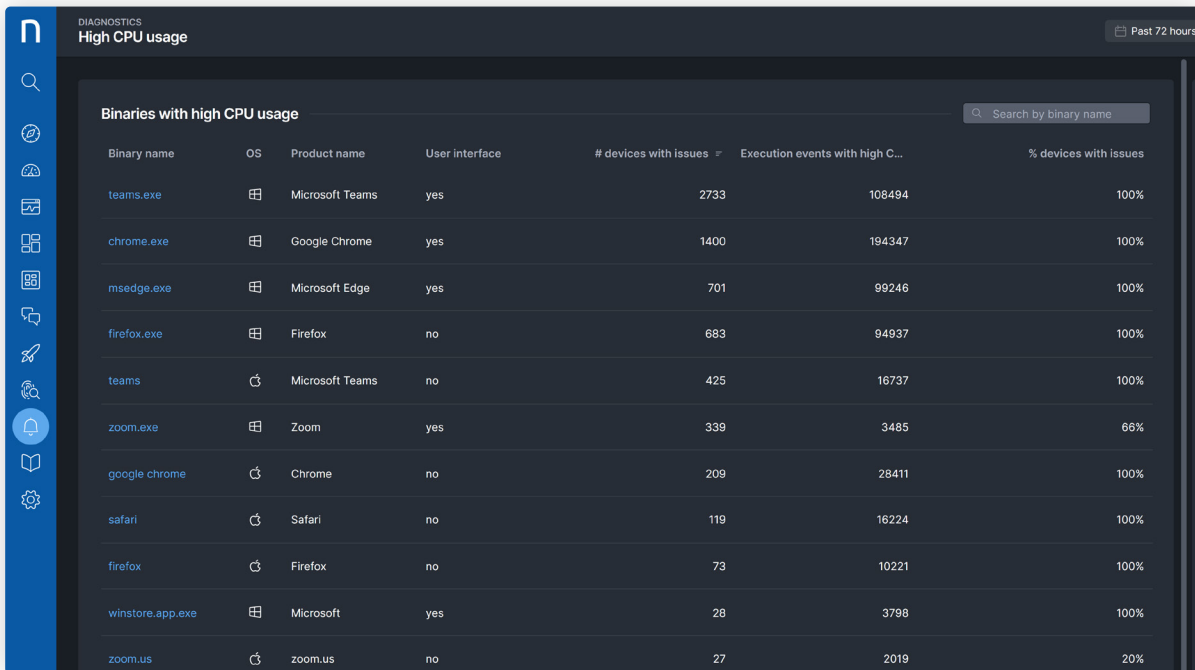 n
DIAGNOSTICS
High CPU usage
Past 72 hours
Binaries with high CPU usage
Search by binary name
Binary name OS Product name User interface # devices with issues Execution events with high C... % devices with issues
teams.exe Microsoft Teams yes 2733 108494 100%
chrome.exe Google Chrome yes 1400 194347 100%
msedge.exe Microsoft Edge yes 701 99246 100%
firefox.exe Firefox no 683 94937 100%
teams Microsoft Teams no 425 16737 100%
zoom.exe Zoom yes 339 3485 66%
google chrome Chrome no 209 28411 100%
safari Safari no 119 16224 100%
firefox Firefox no 73 10221 100%
winstore.app.exe Microsoft yes 28 3798 100%
zoom.us zoom.us no 27 2019 20%